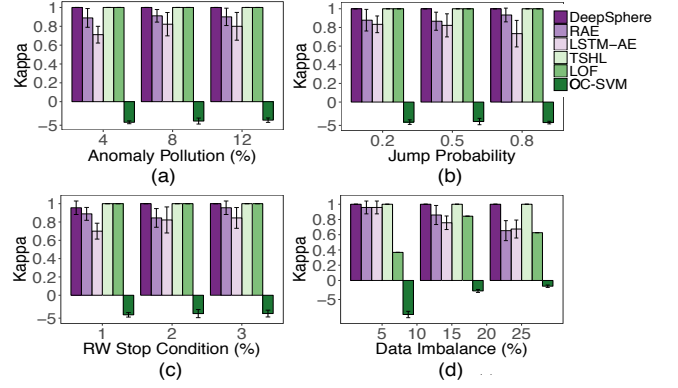 1
0.8
0.6
0.4
0.2
0
−5
Kappa
4 8 12
Anomaly Pollution (%)
(a)
1
0.8
0.6
0.4
0.2
0
−5
Kappa
0.2 0.5 0.8
Jump Probability
(b)
DeepSphere
RAE
LSTM−AE
TSHL
LOF
OC−SVM
1
0.8
0.6
0.4
0.2
0
−5
Kappa
1 2 3
RW Stop Condition (%)
(c)
1
0.8
0.6
0.4
0.2
0
−5
Kappa
5 10 15 20 25
Data Imbalance (%)
(d)